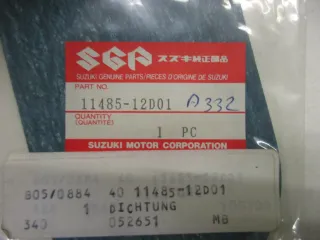 SGP スズキ純正部品
SUZUKI GENUINE PARTS/PIECES D'ORIGINE DE SUZUKI
PART NO.
11485-12D01 A332
QUANTITY
(QUANTITÉ)
1 PC
SUZUKI MOTOR CORPORATION
805/0884 40 11485-12D01
1 DICHTUNG
340 052651 MB